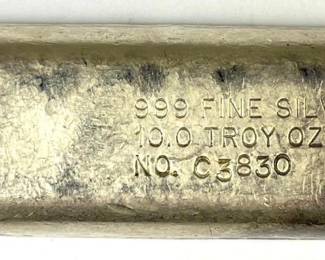 999 FINE SIL
10.0 TROY OZ
NO. C3830